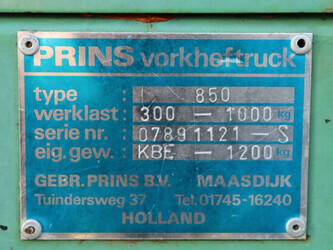 PRINS vorkheftruck
type 850
werklast: 300 — 1000 kg
serie nr. : 07891121 — S
eig. gew. : KBE — 1200 kg
GEBR. PRINS B.V. MAASDIJK
Tuindersweg 37 Tel. 01745-16240
HOLLAND